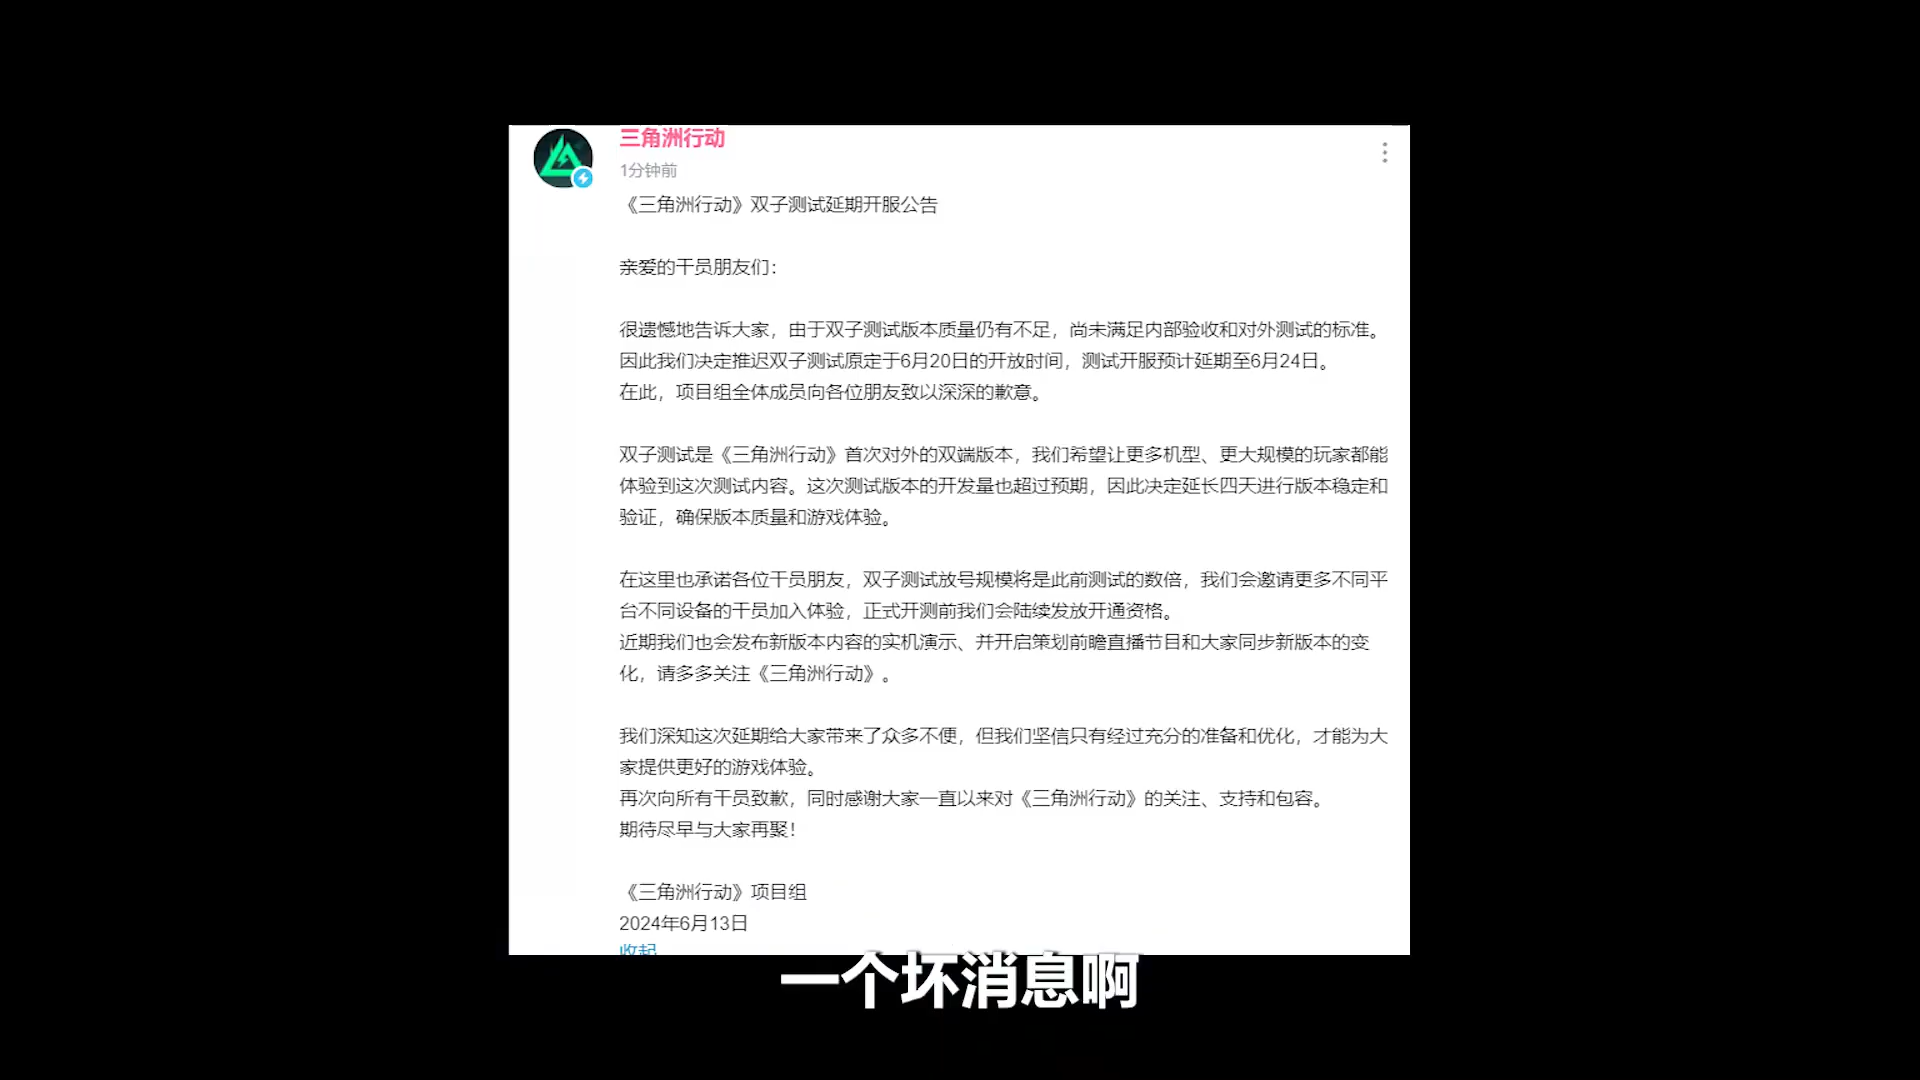 三角洲行动
1分钟前
《三角洲行动》双子测试延期开服公告
亲爱的干员朋友们：
很遗憾地告诉大家，由于双子测试版本质量仍有不足，尚未满足内部验收和对外测试的标准。
因此我们决定推迟双子测试原定于6月20日的开放时间，测试开服预计延期至6月24日。
在此，项目组全体成员向各位朋友致以深深的歉意。
双子测试是《三角洲行动》首次对外的双端版本，我们希望让更多机型、更大规模的玩家都能
体验到这次测试内容。这次测试版本的开发量也超过预期，因此决定延长四天进行版本稳定和
验证，确保版本质量和游戏体验。
在这里也承诺各位干员朋友，双子测试放号规模将是此前测试的数倍，我们会邀请更多不同平
台不同设备的干员加入体验，正式开测前我们会陆续发放开通资格。
近期我们也会发布新版本内容的实机演示、并开启策划前瞻直播节目和大家同步新版本的变
化，请多多关注《三角洲行动》。
我们深知这次延期给大家带来了众多不便，但我们坚信只有经过充分的准备和优化，才能为大
家提供更好的游戏体验。
再次向所有干员致歉，同时感谢大家一直以来对《三角洲行动》的关注、支持和包容。
期待尽早与大家再聚！
《三角洲行动》项目组
2024年6月13日
收起
一个坏消息啊